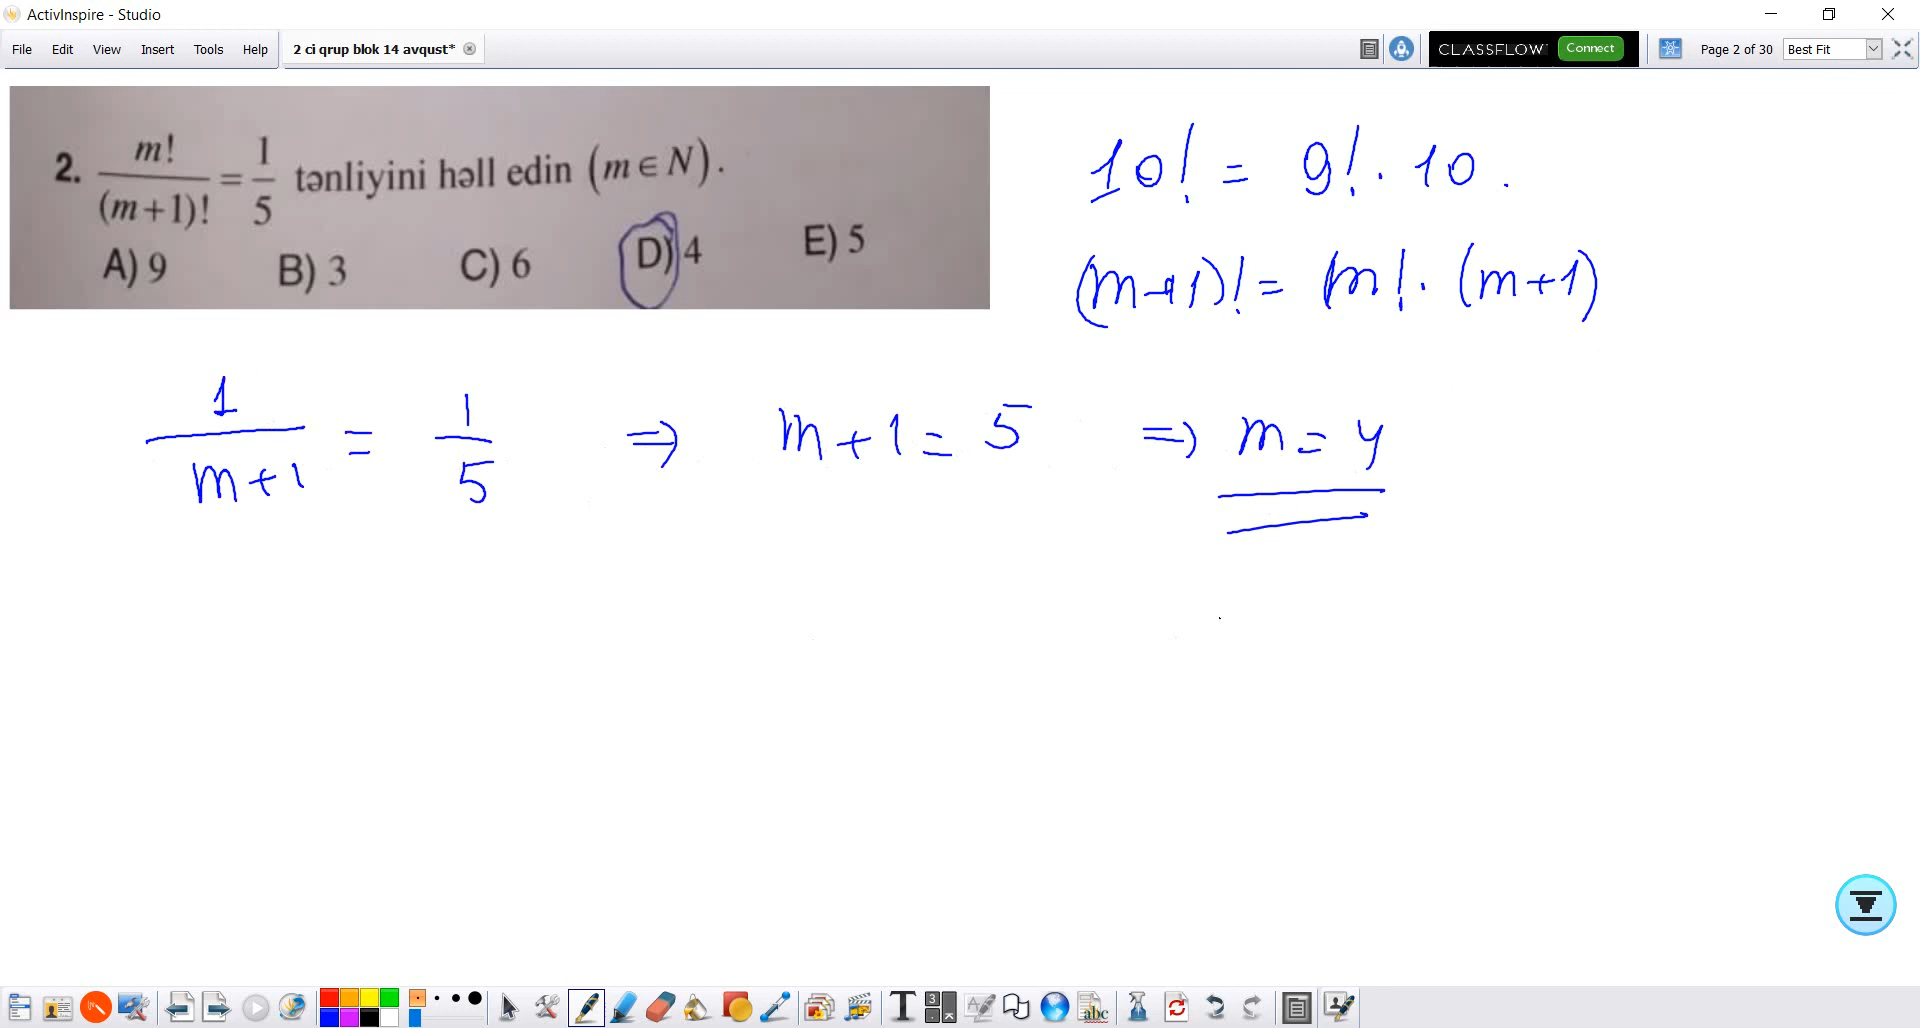 ActivInspire - Studio
File Edit View Insert Tools Help 2 ci qrup blok 14 avqust* CLASSFLOW Connect Page 2 of 30 Best Fit
2. m!/(m+1)! = 1/5 tənliyini həll edin (m∈N).
A) 9 B) 3 C) 6 D) 4 E) 5
10! = 9! · 10.
(m+1)! = m! · (m+1)
1/(m+1) = 1/5 ⇒ m+1 = 5 ⇒ m = 4